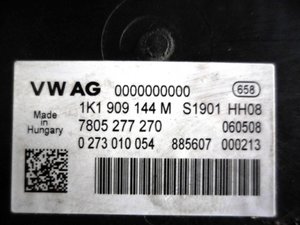 VW AG 0000000000 658
1K1 909 144 M S1901 HH08
Made in Hungary 7805 277 270 060508
0 273 010 054 885607 000213